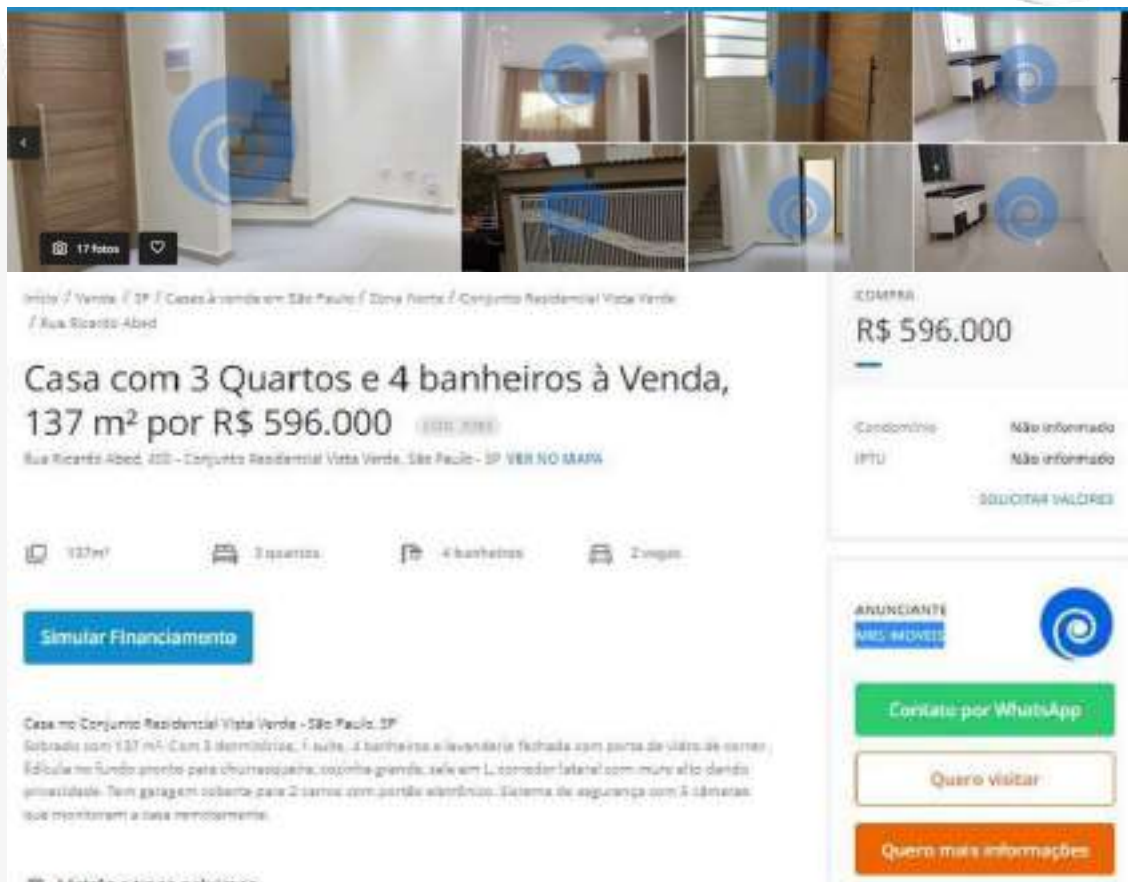 17 fotos
Início / Venda / SP / Casas à venda em São Paulo / Zona Norte / Conjunto Residencial Vista Verde
/ Rua Ricardo Abed
Casa com 3 Quartos e 4 banheiros à Venda,
137 m² por R$ 596.000
Rua Ricardo Abed, - Conjunto Residencial Vista Verde, São Paulo - SP VER NO MAPA
137m² 3 quartos 4 banheiros 2 vagas
Simular Financiamento
Casa no Conjunto Residencial Vista Verde - São Paulo, SP
Sobrado com 137 m². Com 3 dormitórios, 1 suíte, 4 banheiros e lavanderia fechada com porta de vidro de correr,
Edícula no fundo pronto para churrasqueira, cozinha grande, sala em L, corredor lateral com muro alto dando
privacidade. Tem garagem coberta para 2 carros com portão eletrônico. Sistema de segurança com câmeras
que monitoram a casa remotamente.
COMPRA
R$ 596.000
Condomínio Não informado
IPTU Não informado
SOLICITAR VALORES
ANUNCIANTE
MRS IMOVEIS
Contato por WhatsApp
Quero visitar
Quero mais informações